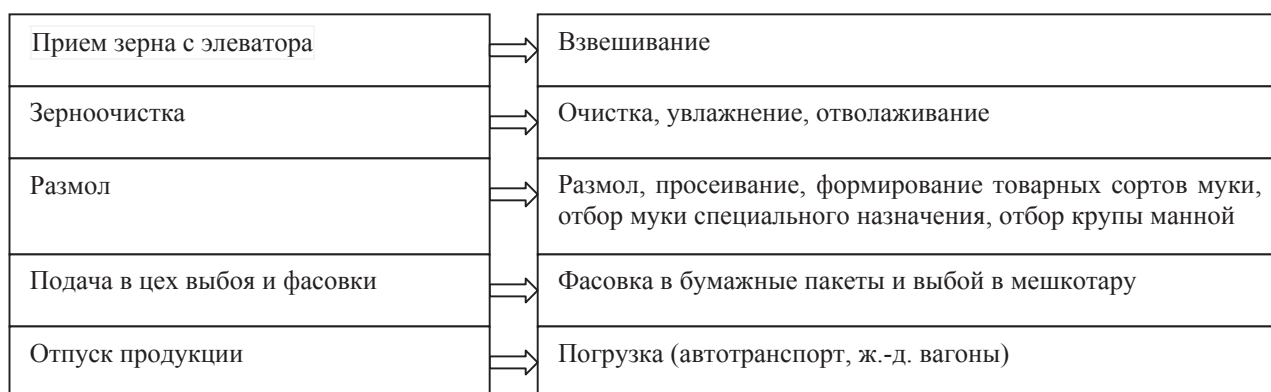 Прием зерна с элеватора
Взвешивание
Зерноочистка
Очистка, увлажнение, отволаживание
Размол
Размол, просеивание, формирование товарных сортов муки,
отбор муки специального назначения, отбор крупы манной
Подача в цех выбоя и фасовки
Фасовка в бумажные пакеты и выбой в мешкотару
Отпуск продукции
Погрузка (автотранспорт, ж.-д. вагоны)